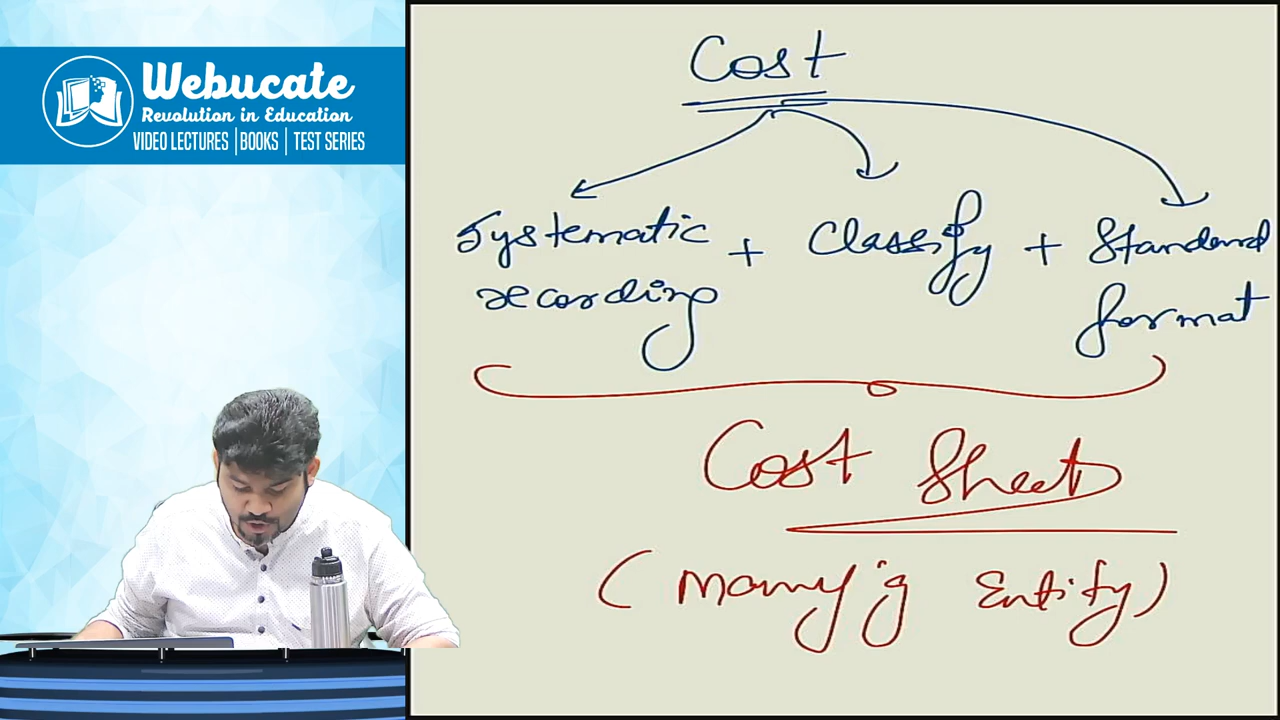 Webucate
Revolution in Education
VIDEO LECTURES | BOOKS | TEST SERIES
Cost
Systematic + Classify + Standard
recording format
Cost Sheet
( Manuf'g Entity)